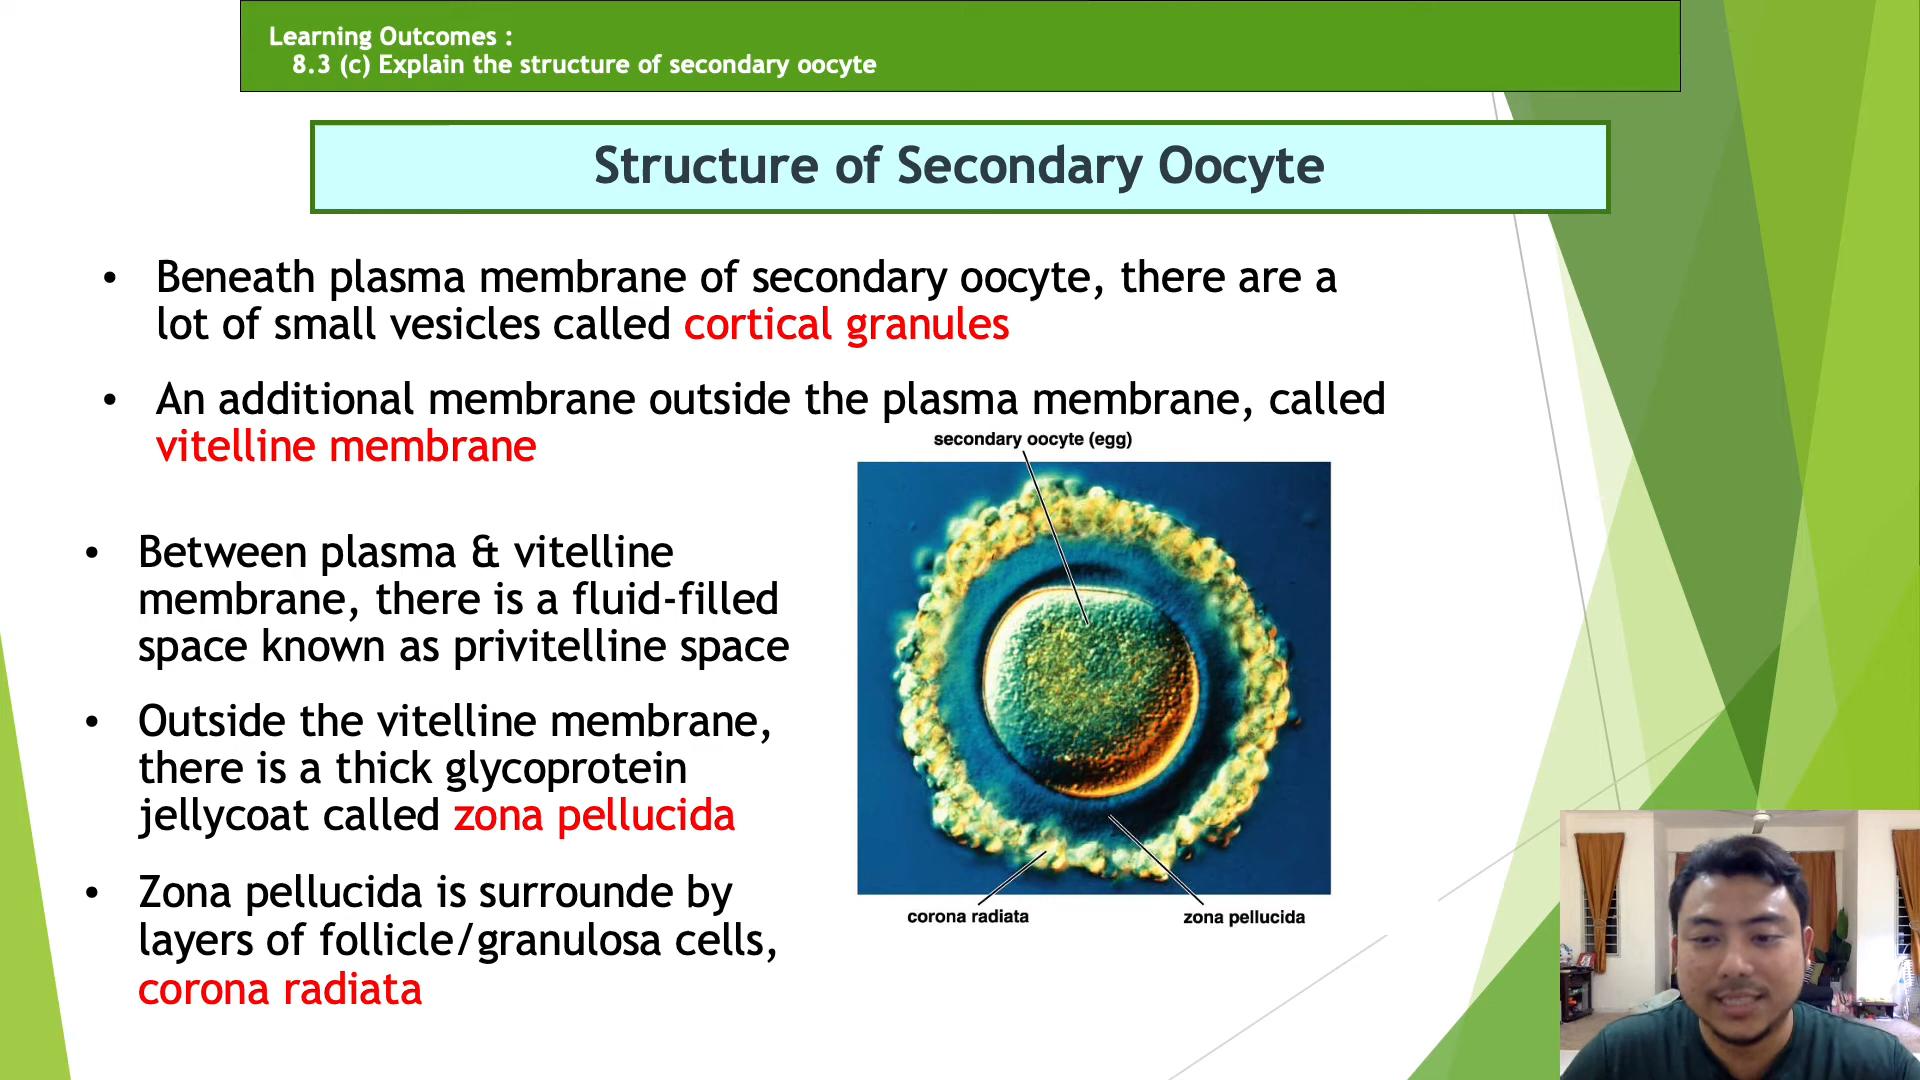 Learning Outcomes :
8.3 (c) Explain the structure of secondary oocyte
Structure of Secondary Oocyte
• Beneath plasma membrane of secondary oocyte, there are a
lot of small vesicles called cortical granules
• An additional membrane outside the plasma membrane, called
vitelline membrane
• Between plasma & vitelline
membrane, there is a fluid-filled
space known as privitelline space
• Outside the vitelline membrane,
there is a thick glycoprotein
jellycoat called zona pellucida
• Zona pellucida is surrounde by
layers of follicle/granulosa cells,
corona radiata
secondary oocyte (egg)
corona radiata
zona pellucida